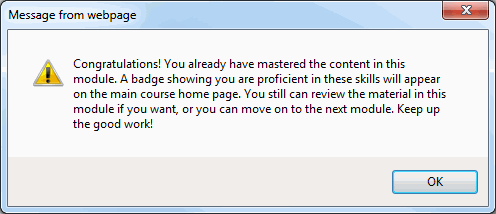 Message from webpage
Congratulations! You already have mastered the content in this
module. A badge showing you are proficient in these skills will appear
on the main course home page. You still can review the material in this
module if you want, or you can move on to the next module. Keep up
the good work!
OK